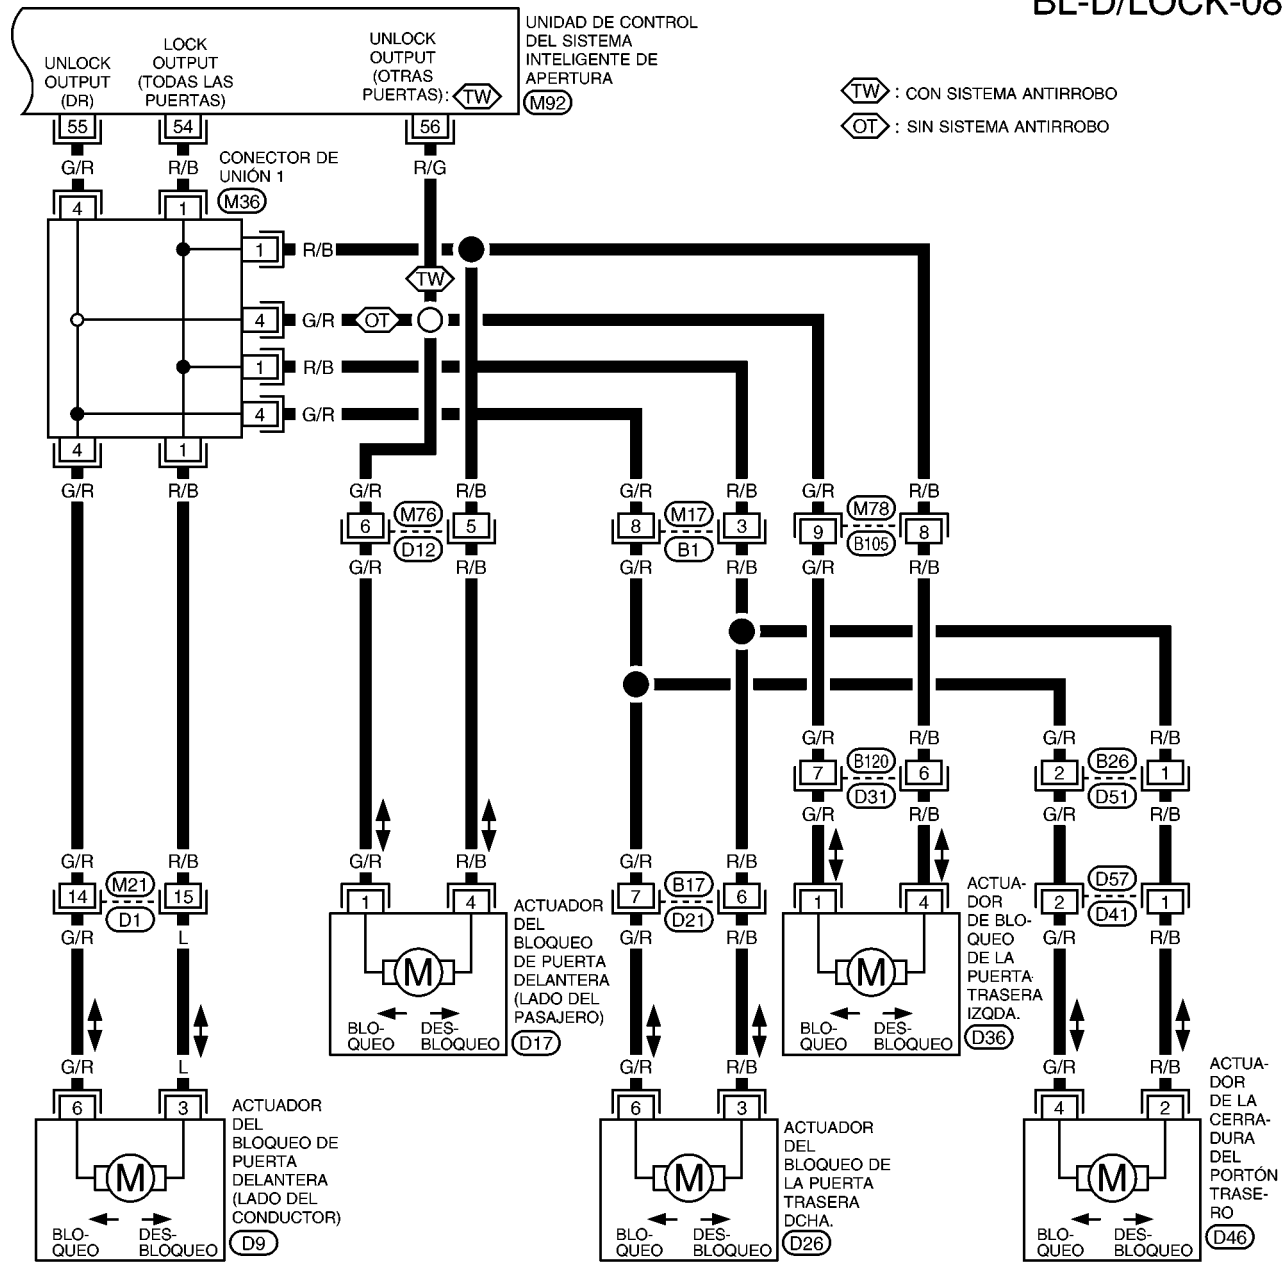 BL-D/LOCK-08
UNIDAD DE CONTROL
DEL SISTEMA
INTELIGENTE DE
APERTURA
M92
UNLOCK
OUTPUT
(DR)
LOCK
OUTPUT
(TODAS LAS
PUERTAS)
UNLOCK
OUTPUT
(OTRAS
PUERTAS): TW
TW : CON SISTEMA ANTIRROBO
OT : SIN SISTEMA ANTIRROBO
55 54 56
G/R R/B R/G
CONECTOR DE
UNIÓN 1
M36
4 1
1 R/B
TW
4 G/R OT
1 R/B
4 G/R
4 1
G/R R/B G/R R/B G/R R/B G/R R/B
6 M76 5 8 M17 3 9 M78 8
D12 B1 B105
G/R R/B G/R R/B G/R R/B
G/R R/B G/R R/B
7 B120 6 2 B26 1
D31 D51
G/R R/B G/R R/B
G/R R/B G/R R/B G/R R/B
14 M21 15 1 4 7 B17 6 1 4 2 D57 1
D1 D21 D41
G/R L G/R R/B G/R R/B
ACTUADOR
DEL
BLOQUEO
DE PUERTA
DELANTERA
(LADO DEL
PASAJERO)
D17
M
BLO-
QUEO
DES-
BLOQUEO
ACTUA-
DOR
DE BLO-
QUEO
DE LA
PUERTA
TRASERA
IZQDA.
D36
M
BLO-
QUEO
DES-
BLOQUEO
G/R L G/R R/B G/R R/B
6 3 6 3 4 2
ACTUADOR
DEL
BLOQUEO DE
PUERTA
DELANTERA
(LADO DEL
CONDUCTOR)
D9
M
BLO-
QUEO
DES-
BLOQUEO
ACTUADOR
DEL
BLOQUEO DE
LA PUERTA
TRASERA
DCHA.
D26
M
BLO-
QUEO
DES-
BLOQUEO
ACTUA-
DOR
DE LA
CERRA-
DURA
DEL
PORTÓN
TRASE-
RO
D46
M
BLO-
QUEO
DES-
BLOQUEO